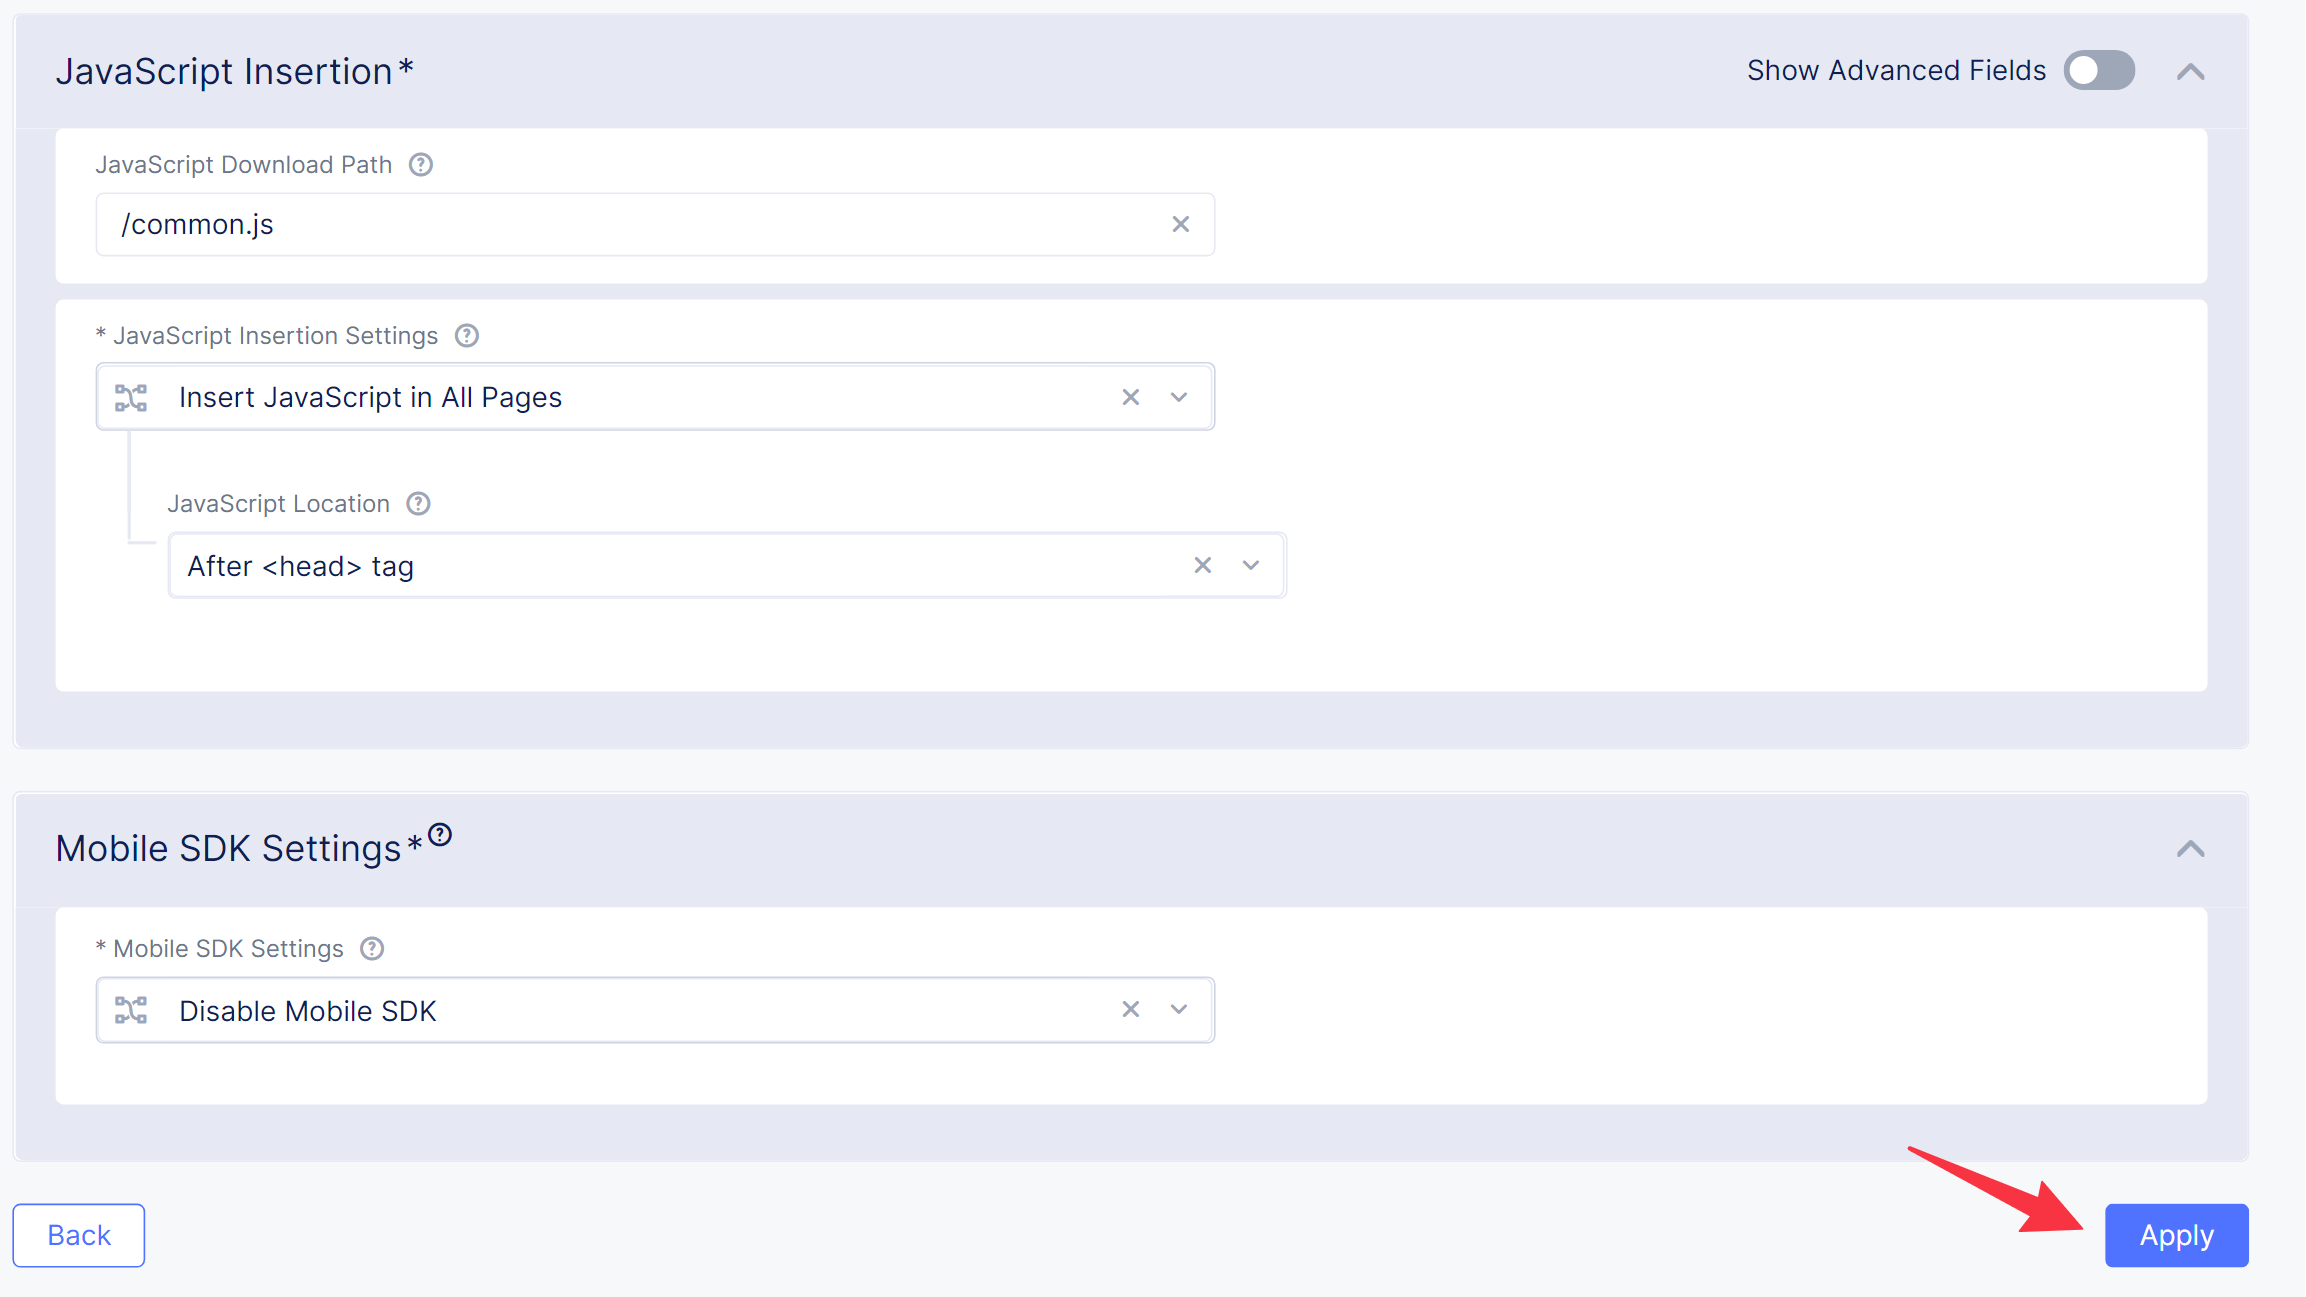 JavaScript Insertion*
Show Advanced Fields
JavaScript Download Path
/common.js
* JavaScript Insertion Settings
Insert JavaScript in All Pages
JavaScript Location
After <head> tag
Mobile SDK Settings*
* Mobile SDK Settings
Disable Mobile SDK
Back
Apply